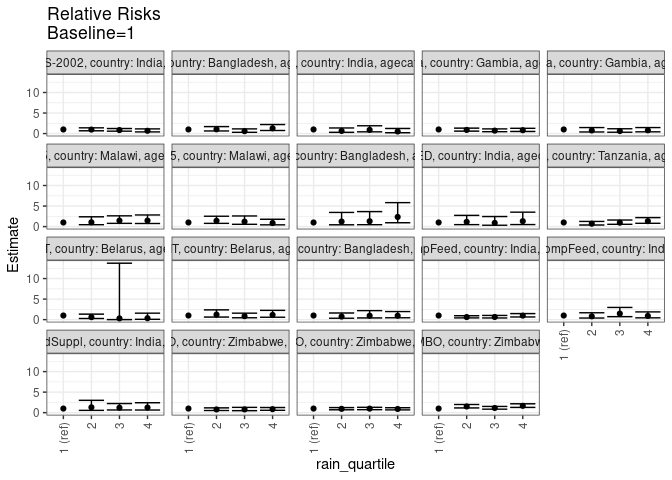 Relative Risks
Baseline=1
S-2002, country: India,
ountry: Bangladesh, ag
, country: India, agecat
, country: Gambia, age
a, country: Gambia, ag
, country: Malawi, age
5, country: Malawi, age
country: Bangladesh, a
ED, country: India, agec
, country: Tanzania, age
T, country: Belarus, age
T, country: Belarus, ag
country: Bangladesh,
mpFeed, country: India,
ompFeed, country: Ind
dSuppl, country: India,
O, country: Zimbabwe,
O, country: Zimbabwe,
MBO, country: Zimbabw
10
5
0
10
5
0
10
5
0
10
5
0
Estimate
1 (ref)
2
3
4
1 (ref)
2
3
4
1 (ref)
2
3
4
1 (ref)
2
3
4
1 (ref)
2
3
4
rain_quartile